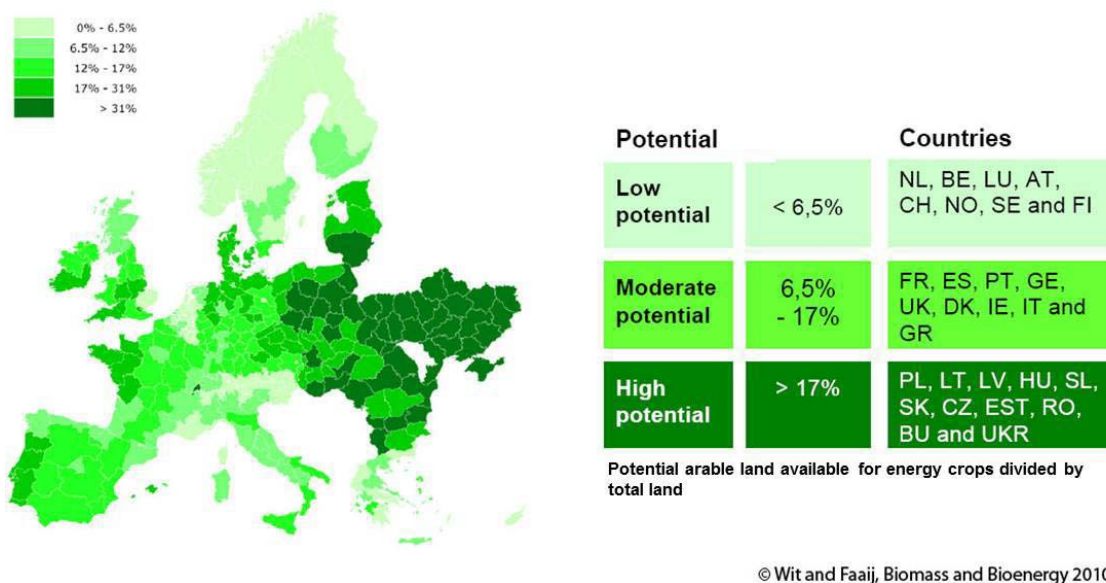 0% - 6.5%
6.5% - 12%
12% - 17%
17% - 31%
> 31%
Potential
Countries
Low
potential
< 6,5%
NL, BE, LU, AT,
CH, NO, SE and FI
Moderate
potential
6,5%
- 17%
FR, ES, PT, GE,
UK, DK, IE, IT and
GR
High
potential
> 17%
PL, LT, LV, HU, SL,
SK, CZ, EST, RO,
BU and UKR
Potential arable land available for energy crops divided by
total land
© Wit and Faaij, Biomass and Bioenergy 2010